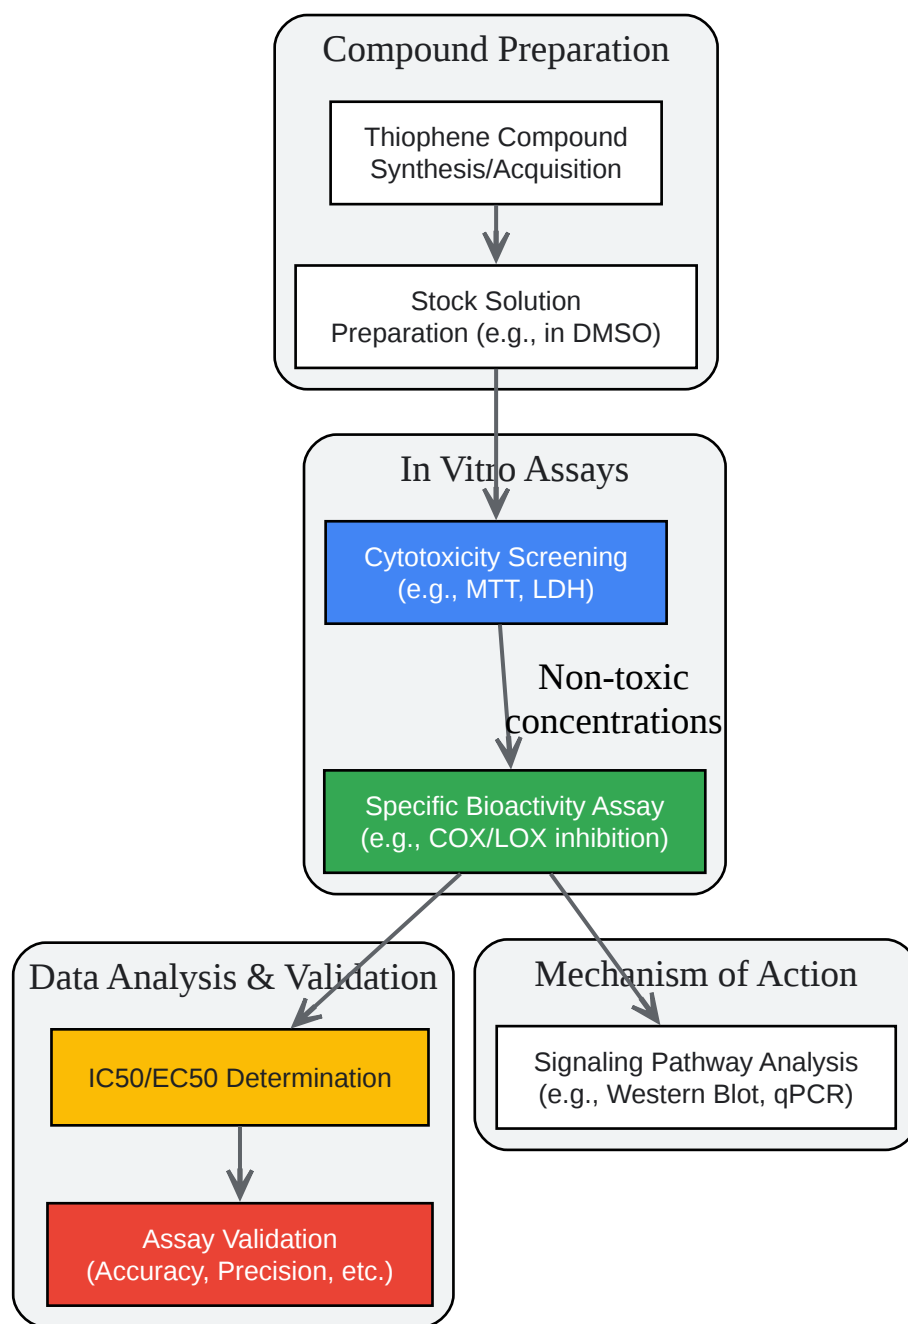 Compound Preparation
Thiophene Compound
Synthesis/Acquisition
Stock Solution
Preparation (e.g., in DMSO)
In Vitro Assays
Cytotoxicity Screening
(e.g., MTT, LDH)
Non-toxic
concentrations
Specific Bioactivity Assay
(e.g., COX/LOX inhibition)
Data Analysis & Validation
IC50/EC50 Determination
Assay Validation
(Accuracy, Precision, etc.)
Mechanism of Action
Signaling Pathway Analysis
(e.g., Western Blot, qPCR)